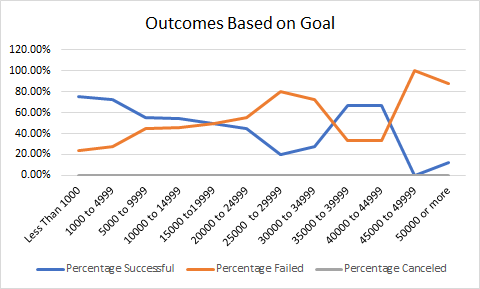 Outcomes Based on Goal
120.00%
100.00%
80.00%
60.00%
40.00%
20.00%
0.00%
Less Than 1000
1000 to 4999
5000 to 9999
10000 to 14999
15000 to19999
20000 to 24999
25000  to 29999
30000 to 34999
35000 to 39999
40000 to 44999
45000 to 49999
50000 or more
Percentage Successful Percentage Failed Percentage Canceled